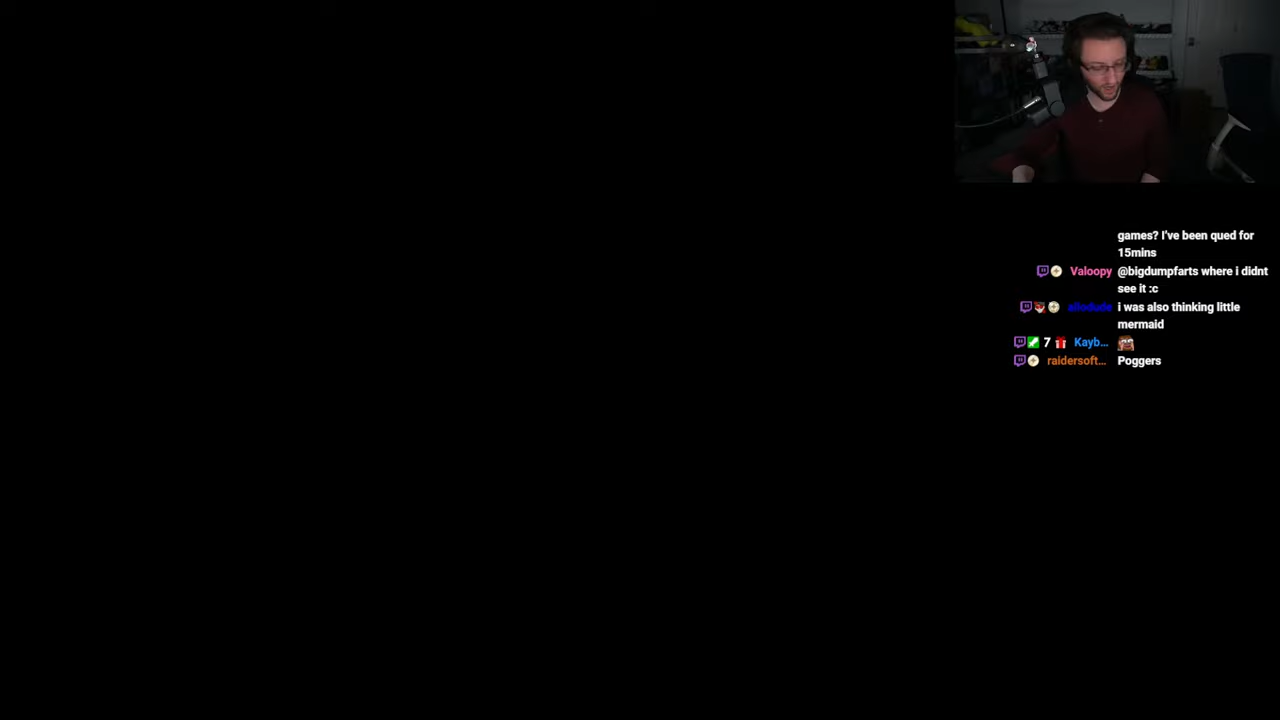 games? I've been qued for
15mins
Valoopy @bigdumpfarts where i didnt
see it :c
aliodude i was also thinking little
mermaid
7 Kayb...
raidersoft... Poggers